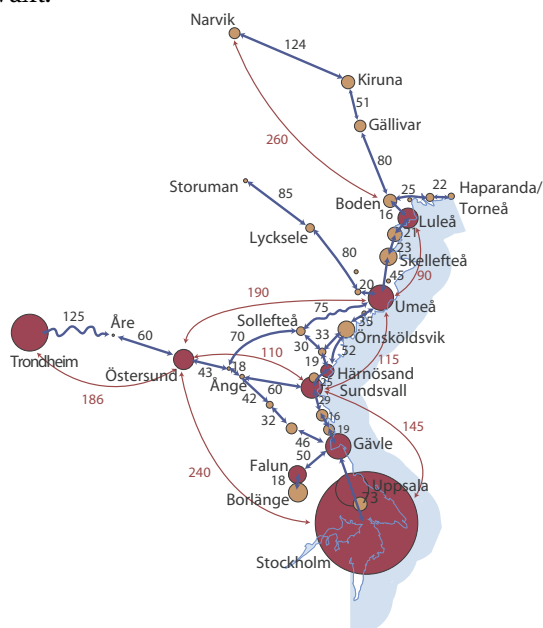 Narvik
124
Kiruna
51
Gällivar
260
80
Storuman
85
25
22
Haparanda/
Torneå
Boden
16
Luleå
Lycksele
21
23
Skellefteå
80
45
90
20
190
75
Umeå
125
Åre
Sollefteå
35
Örnsköldsvik
60
70
33
30
52
110
115
Trondheim
19
Östersund
43
18
Härnösand
Ånge
60
25
Sundsvall
186
42
29
32
16
145
19
46
Gävle
50
Falun
240
18
Uppsala
Borlänge
73
Stockholm